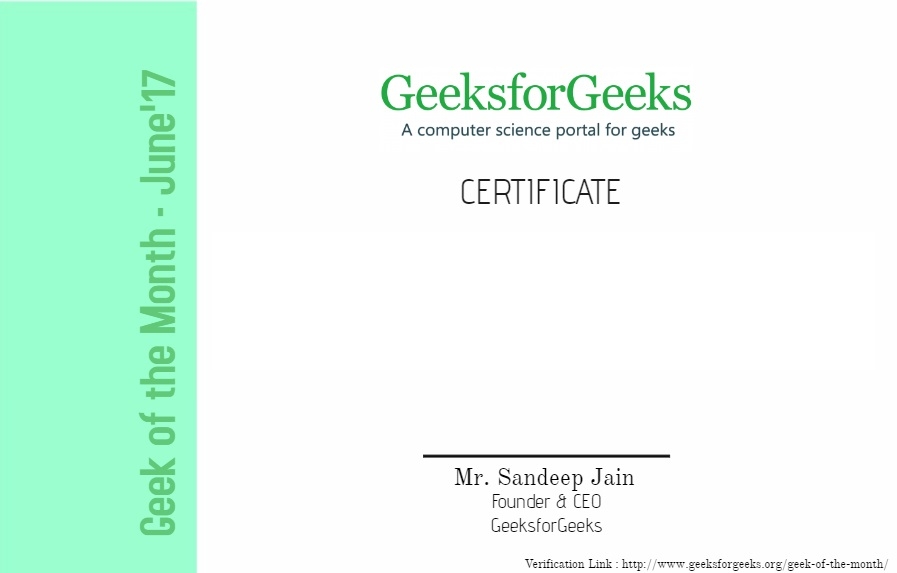 Geek of the Month - June'17
GeeksforGeeks
A computer science portal for geeks
CERTIFICATE
Mr. Sandeep Jain
Founder & CEO
GeeksforGeeks
Verification Link : http://www.geeksforgeeks.org/geek-of-the-month/